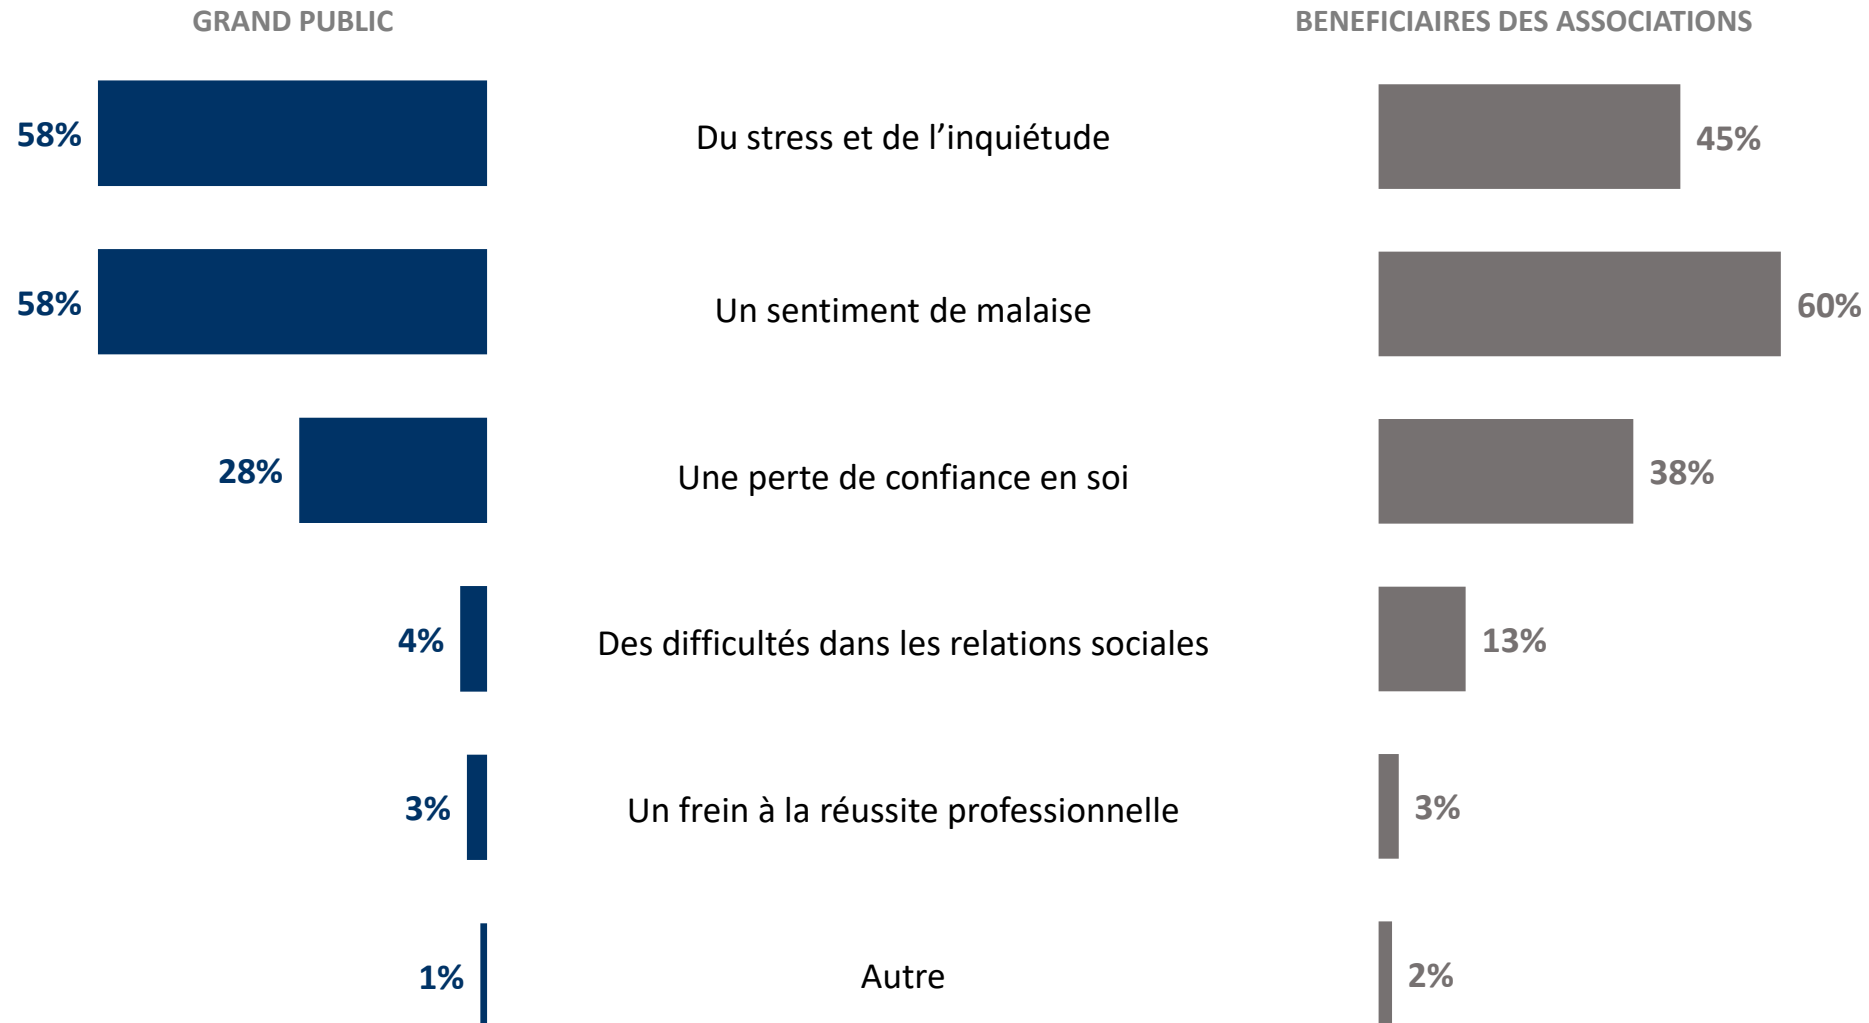 GRAND PUBLIC BENEFICIAIRES DES ASSOCIATIONS
58% Du stress et de l’inquiétude 45%
58% Un sentiment de malaise 60%
28% Une perte de confiance en soi 38%
4% Des difficultés dans les relations sociales 13%
3% Un frein à la réussite professionnelle 3%
1% Autre 2%